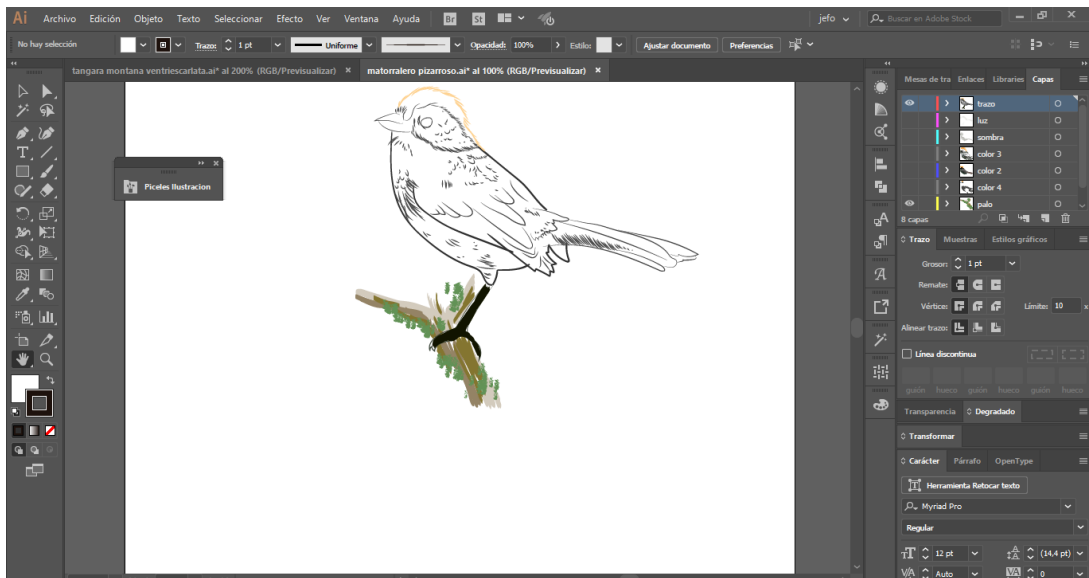 Ai Archivo Edición Objeto Texto Seleccionar Efecto Ver Ventana Ayuda Br St jefo Buscar en Adobe Stock
No hay selección Trazo: 1 pt Uniforme Opacidad: 100% Estilo: Ajustar documento Preferencias
tangara montana ventriescarlata.ai* al 200% (RGB/Previsualizar) × matorralero pizarroso.ai* al 100% (RGB/Previsualizar) ×
Mesas de tra Enlaces Libraries Capas
trazo
luz
sombra
color 3
color 2
color 4
palo
8 capas
Piceles Ilustracion
Trazo Muestras Estilos gráficos
Grosor: 1 pt
Remate:
Vértice: Límite: 10 x
Alinear trazo:
Línea discontinua
guión hueco guión hueco guión hueco
Transparencia Degradado
Transformar
Carácter Párrafo OpenType
Herramienta Retocar texto
Myriad Pro
Regular
12 pt (14,4 pt)
Auto 0